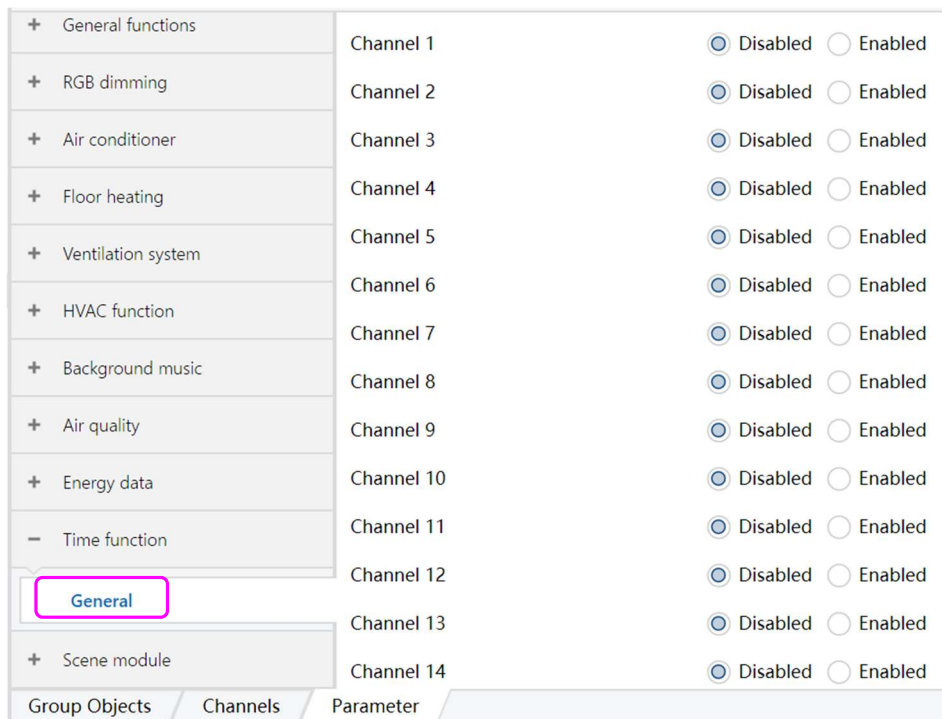 + General functions
+ RGB dimming
+ Air conditioner
+ Floor heating
+ Ventilation system
+ HVAC function
+ Background music
+ Air quality
+ Energy data
− Time function
General
+ Scene module
Channel 1 Disabled Enabled
Channel 2 Disabled Enabled
Channel 3 Disabled Enabled
Channel 4 Disabled Enabled
Channel 5 Disabled Enabled
Channel 6 Disabled Enabled
Channel 7 Disabled Enabled
Channel 8 Disabled Enabled
Channel 9 Disabled Enabled
Channel 10 Disabled Enabled
Channel 11 Disabled Enabled
Channel 12 Disabled Enabled
Channel 13 Disabled Enabled
Channel 14 Disabled Enabled
Group Objects Channels Parameter